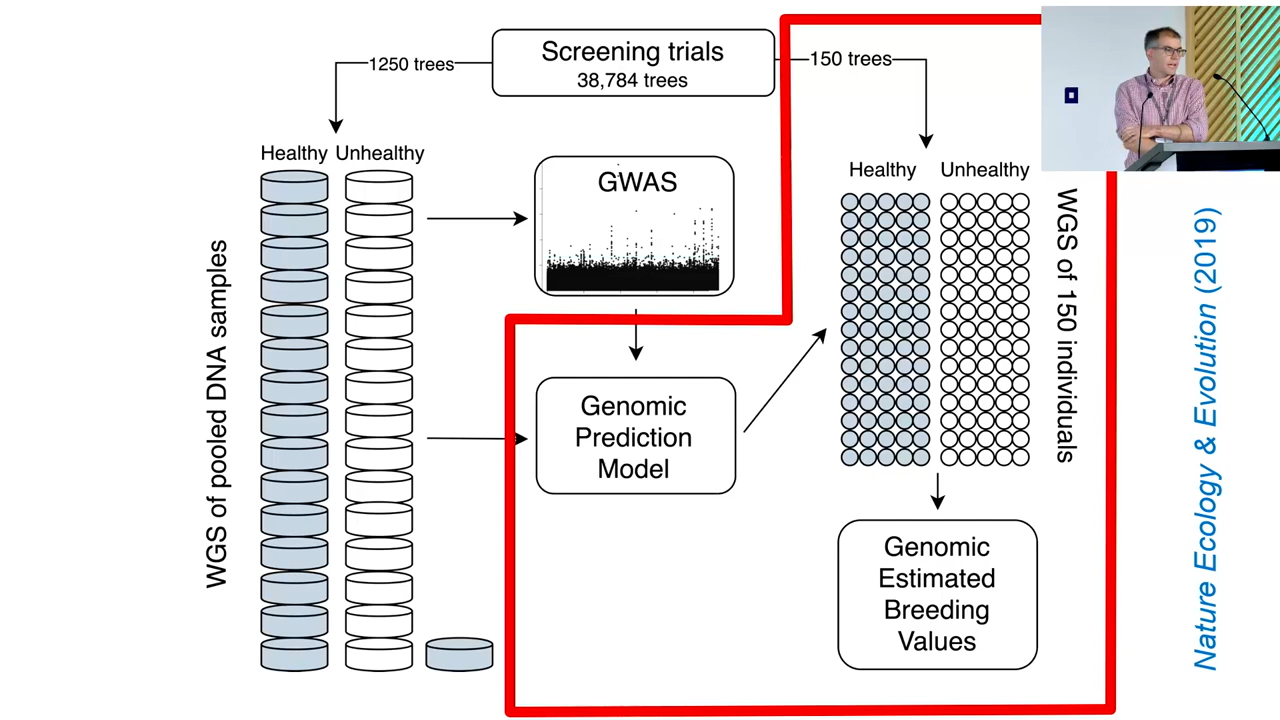 Screening trials
38,784 trees
1250 trees
150 trees
Healthy Unhealthy
GWAS
Healthy Unhealthy
WGS of pooled DNA samples
Genomic
Prediction
Model
WGS of 150 individuals
Genomic
Estimated
Breeding
Values
Nature Ecology & Evolution (2019)